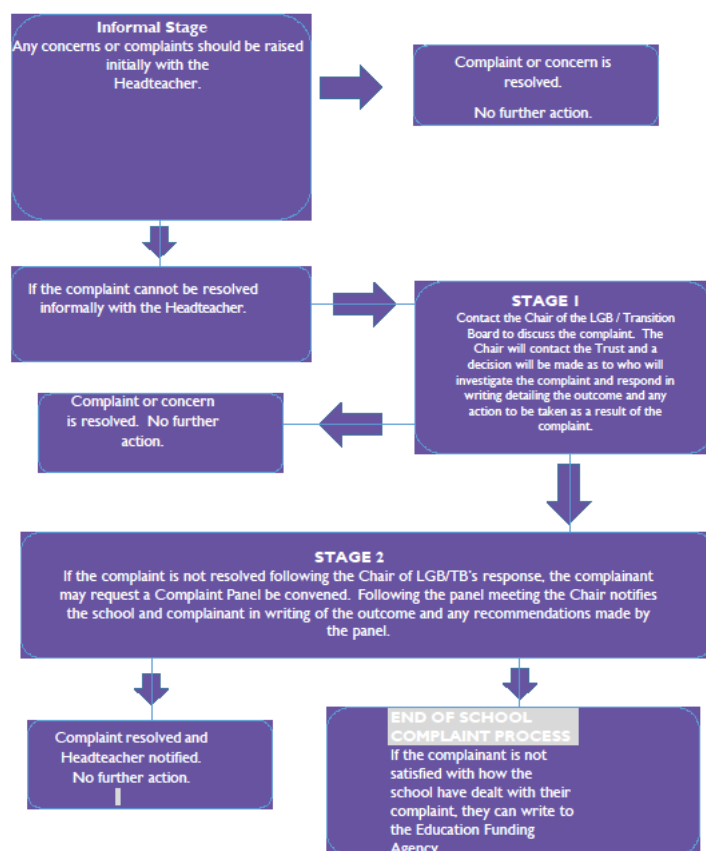 Informal Stage
Any concerns or complaints should be raised
initially with the
Headteacher.
Complaint or concern is
resolved.
No further action.
If the complaint cannot be resolved
informally with the Headteacher.
STAGE I
Contact the Chair of the LGB / Transition
Board to discuss the complaint. The
Chair will contact the Trust and a
decision will be made as to who will
investigate the complaint and respond in
writing detailing the outcome and any
action to be taken as a result of the
complaint.
Complaint or concern
is resolved. No further
action.
STAGE 2
If the complaint is not resolved following the Chair of LGB/TB's response, the complainant
may request a Complaint Panel be convened. Following the panel meeting the Chair notifies
the school and complainant in writing of the outcome and any recommendations made by
the panel.
Complaint resolved and
Headteacher notified.
No further action.
END OF SCHOOL
COMPLAINT PROCESS
If the complainant is not
satisfied with how the
school have dealt with their
complaint, they can write to
the Education Funding
Agency